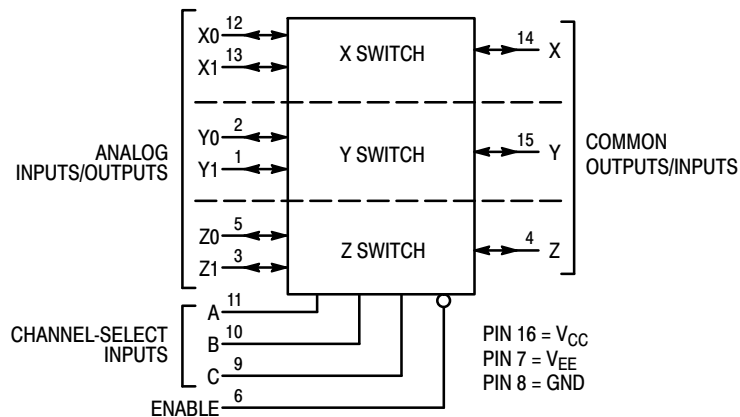 X0 12
X1 13
X SWITCH
14 X
Y0 2
Y1 1
Y SWITCH
15 Y
ANALOG
INPUTS/OUTPUTS
COMMON
OUTPUTS/INPUTS
Z0 5
Z1 3
Z SWITCH
4 Z
A 11
B 10
C 9
CHANNEL-SELECT
INPUTS
ENABLE 6
PIN 16 = VCC
PIN 7 = VEE
PIN 8 = GND